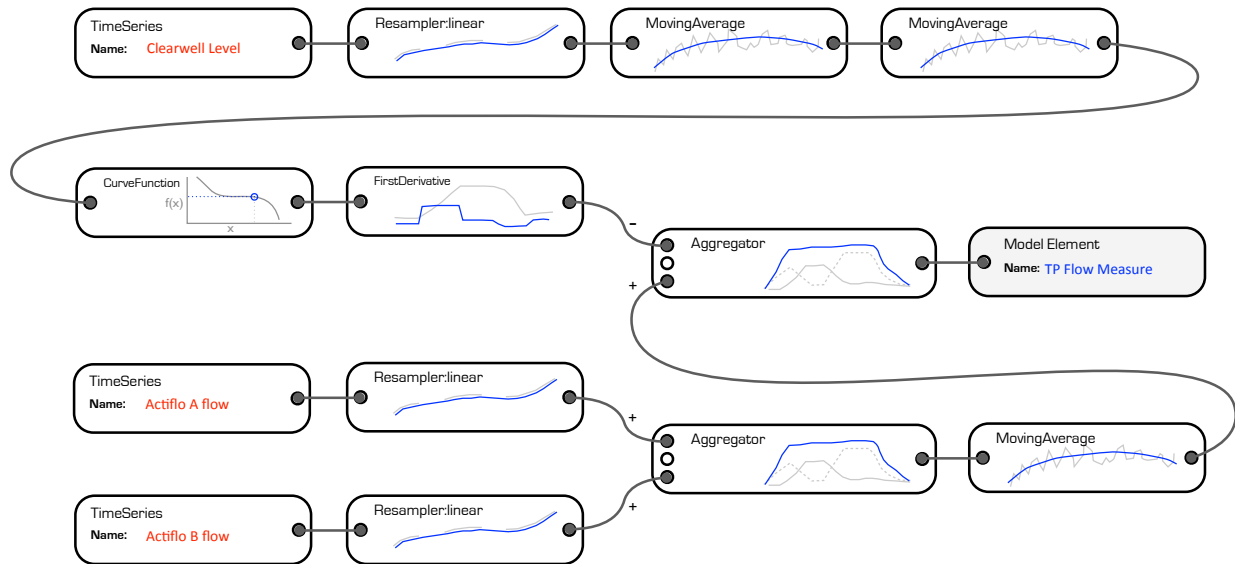 TimeSeries
Name: Clearwell Level
Resampler:linear
MovingAverage
MovingAverage
CurveFunction
f(x)
x
FirstDerivative
-
+
Aggregator
Model Element
Name: TP Flow Measure
TimeSeries
Name: Actiflo A flow
Resampler:linear
+
+
Aggregator
MovingAverage
TimeSeries
Name: Actiflo B flow
Resampler:linear